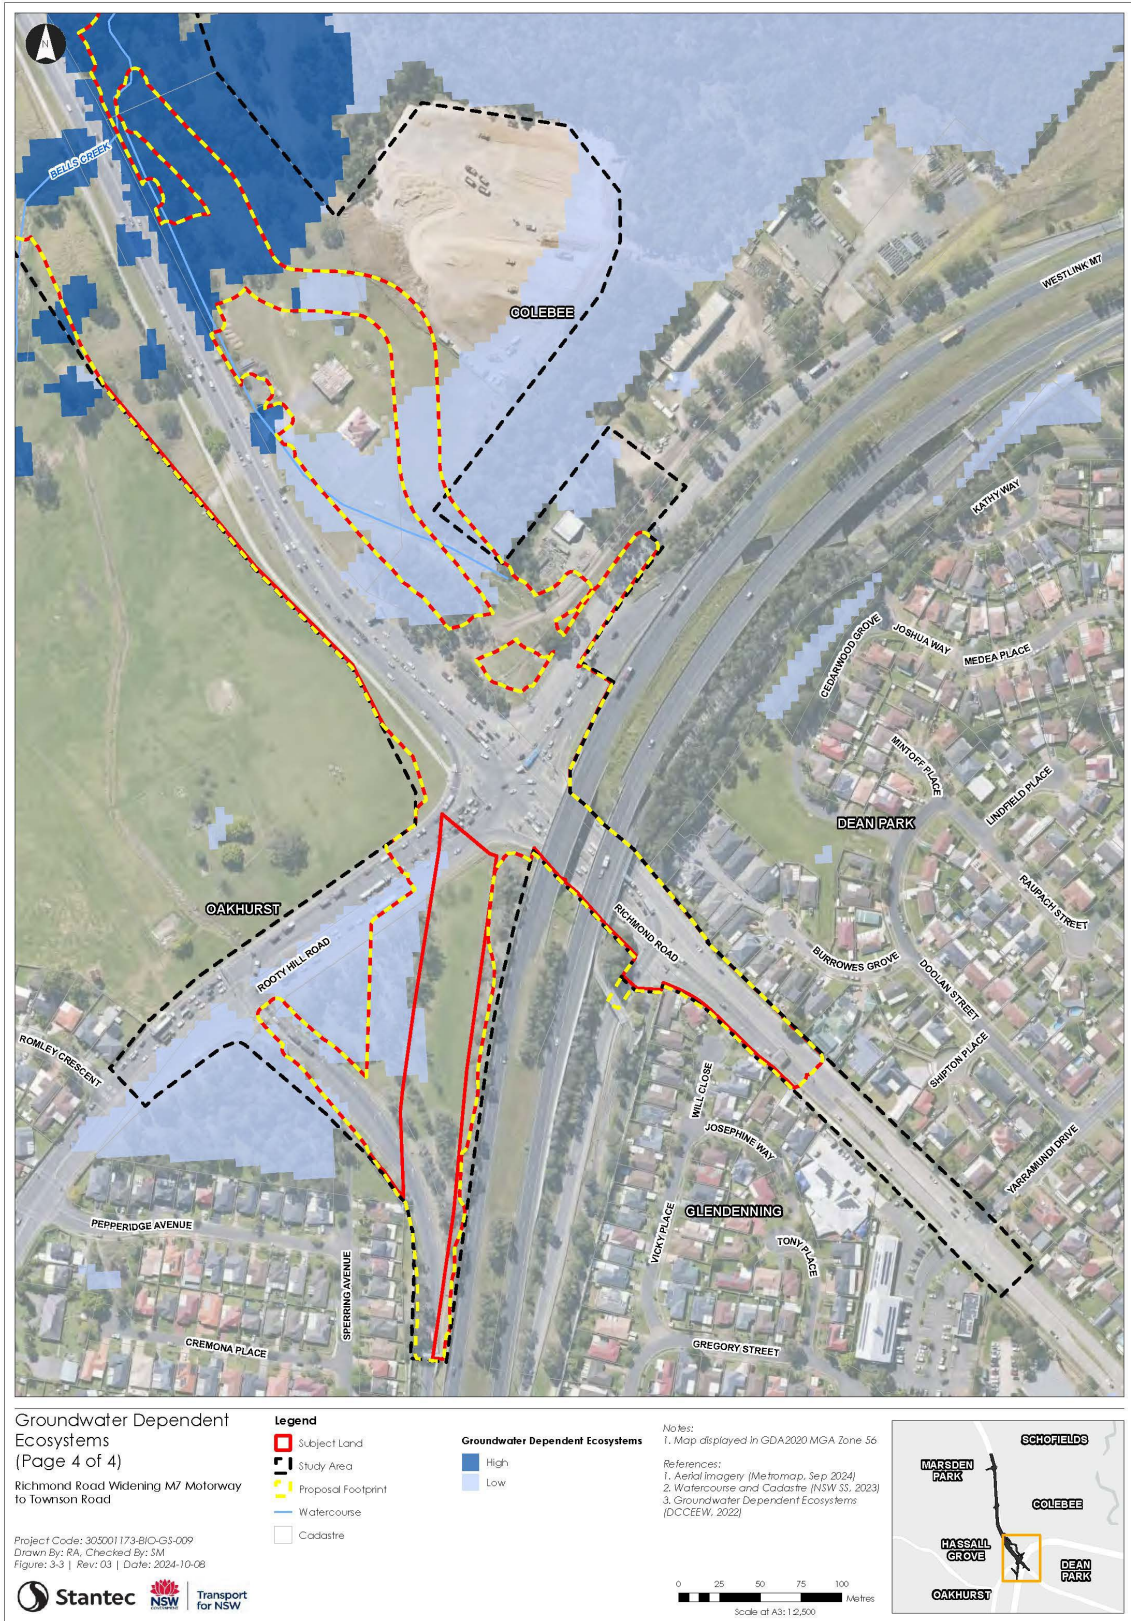 N
BELLS CREEK
COLEBEE
WESTLINK M7
KATHY WAY
JOSHUA WAY
MEDEA PLACE
CEDARWOOD GROVE
MINTOFF PLACE
LINDFIELD PLACE
DEAN PARK
RAUPACH STREET
OAKHURST
RICHMOND ROAD
ROOTY HILL ROAD
BURROWES GROVE
DOOLAN STREET
ROMLEY CRESCENT
SHIPTON PLACE
WILL CLOSE
JOSEPHINE WAY
YARRAMUNDI DRIVE
PEPPERIDGE AVENUE
GLENDENNING
VICKY PLACE
TONY PLACE
SPERRING AVENUE
CREMONA PLACE
GREGORY STREET
Groundwater Dependent
Ecosystems
(Page 4 of 4)
Richmond Road Widening M7 Motorway
to Townson Road
Project Code: 305001173-BIO-GS-009
Drawn By: RA, Checked By: SM
Figure: 3-3 | Rev: 03 | Date: 2024-10-08
Stantec
NSW
GOVERNMENT
Transport
for NSW
Legend
Subject Land
Study Area
Proposal Footprint
Watercourse
Cadastre
Groundwater Dependent Ecosystems
High
Low
Notes:
1. Map displayed in GDA2020 MGA Zone 56
References:
1. Aerial imagery (Metromap, Sep 2024)
2. Watercourse and Cadastre (NSW SS, 2023)
3. Groundwater Dependent Ecosystems
(DCCEEW, 2022)
0 25 50 75 100
Metres
Scale at A3: 1:2,500
SCHOFIELDS
MARSDEN
PARK
COLEBEE
HASSALL
GROVE
DEAN
PARK
OAKHURST